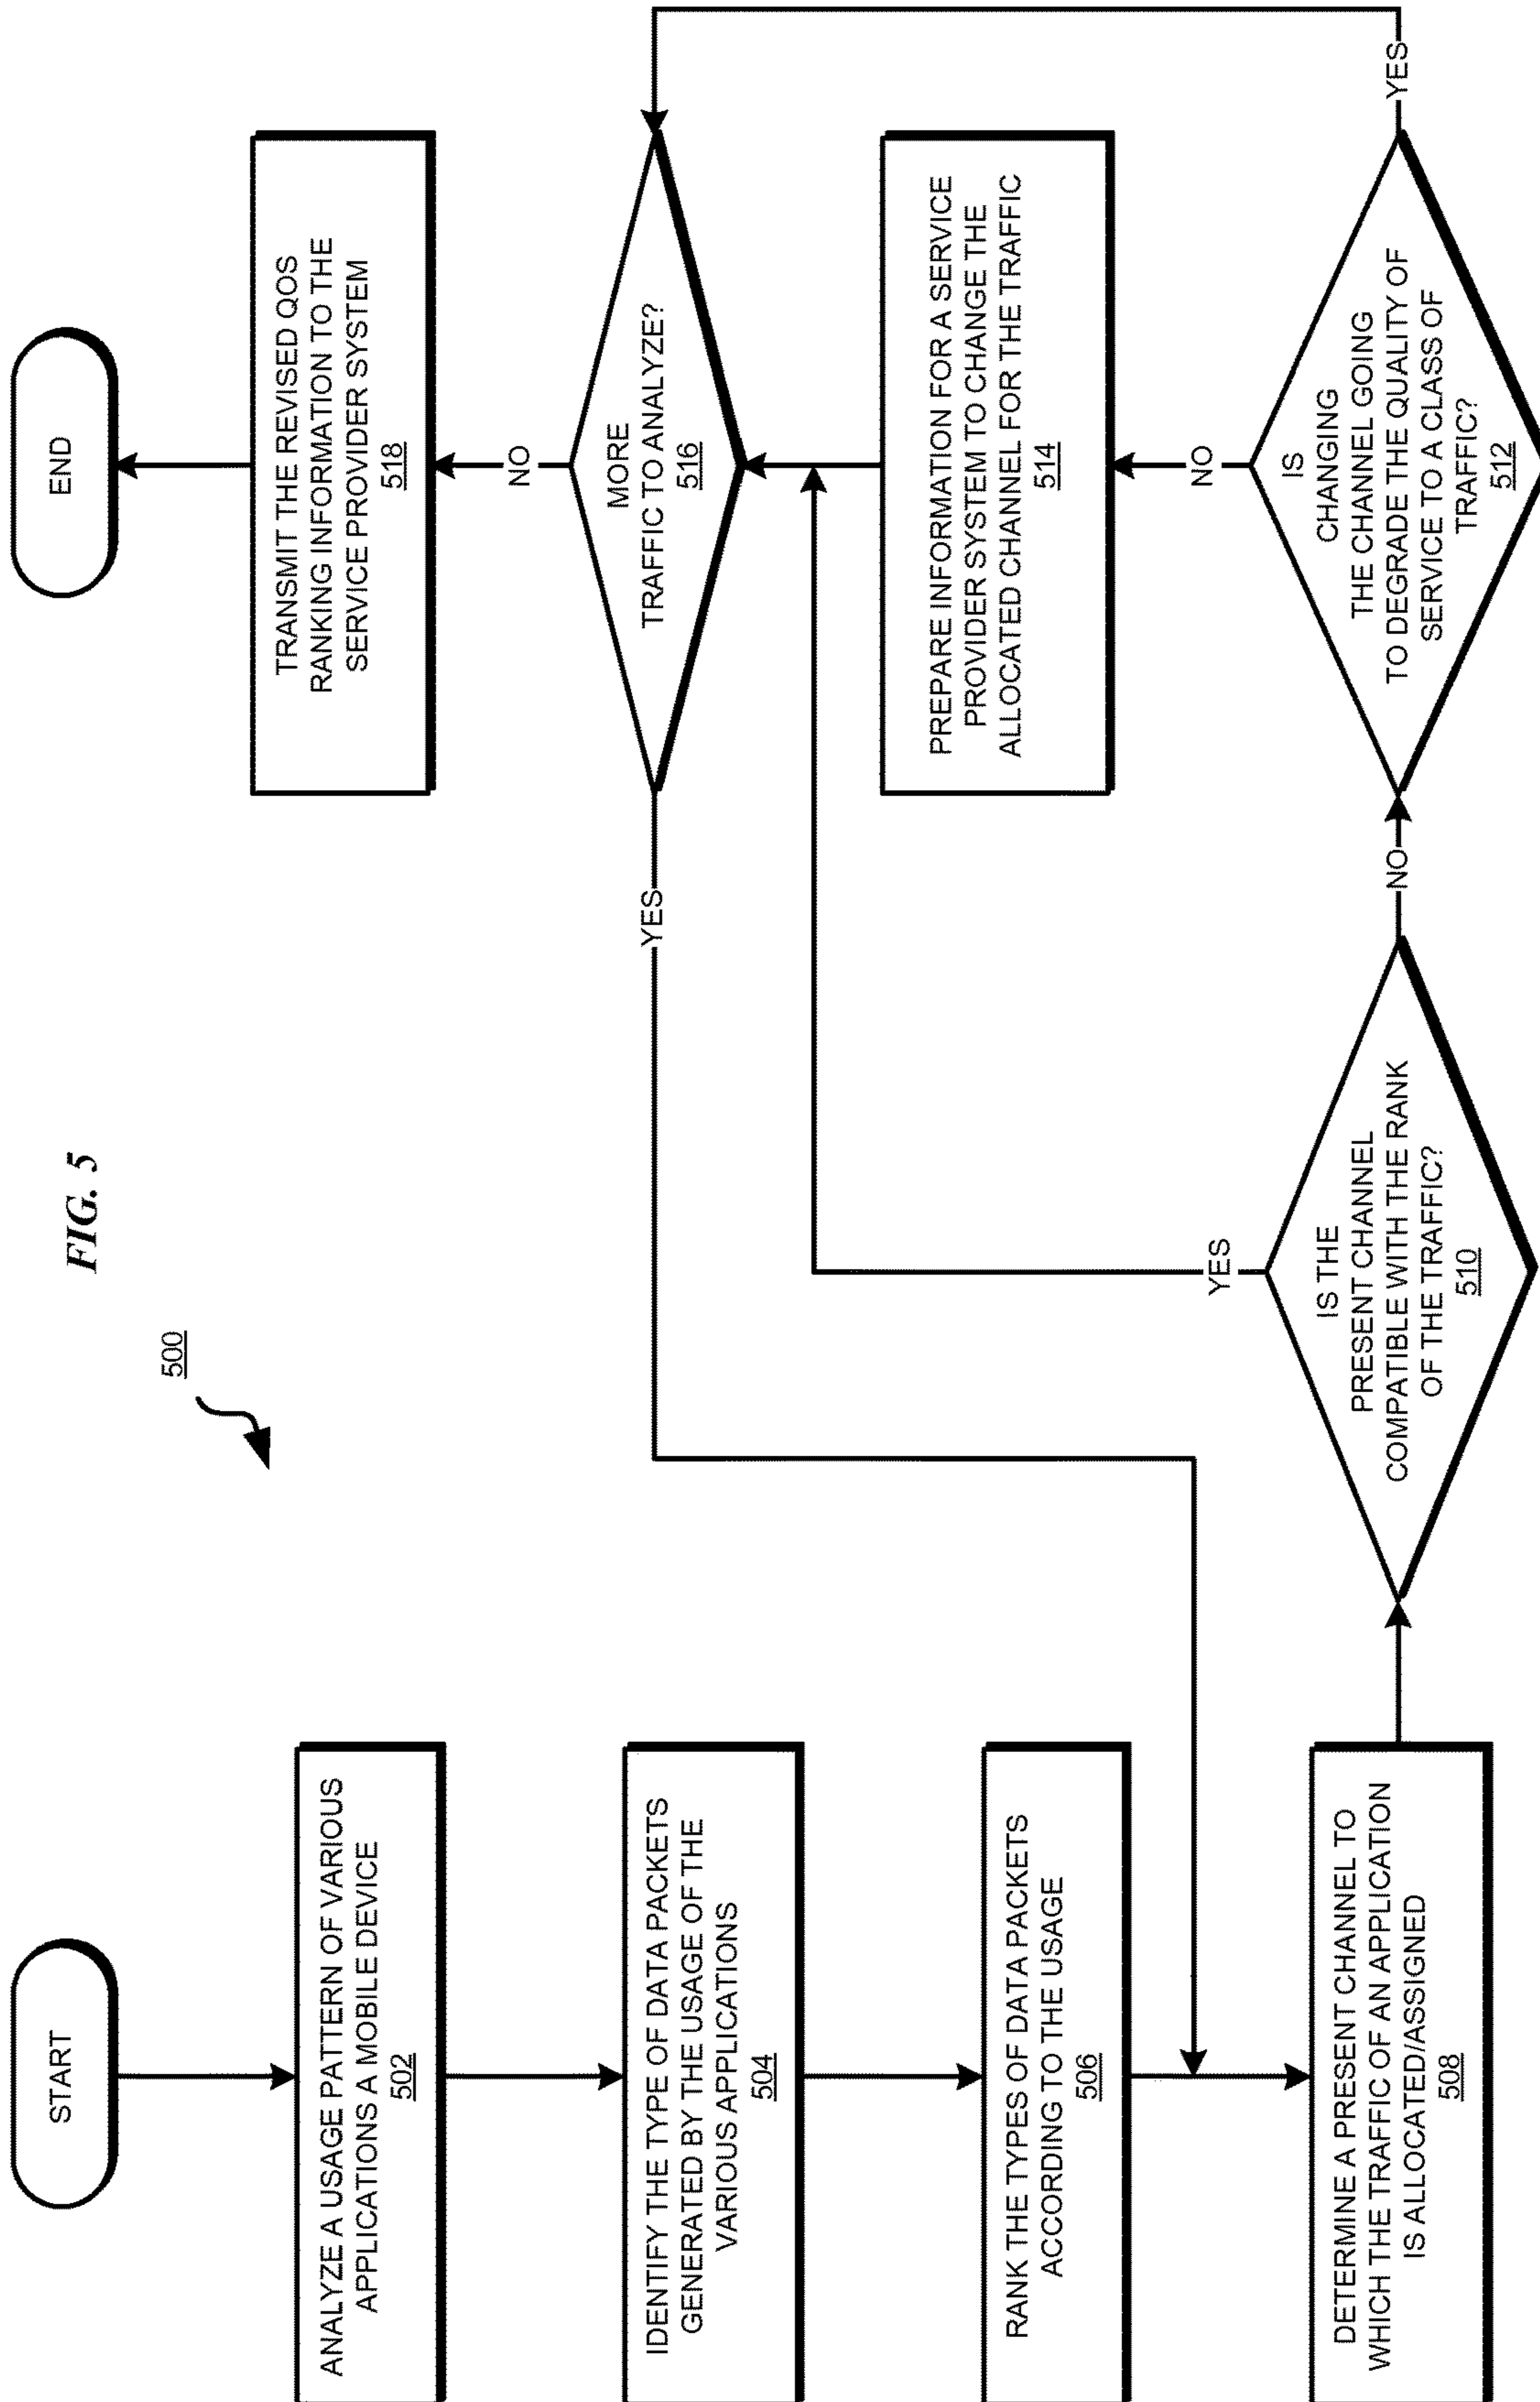 FIG. 5
500
START
ANALYZE A USAGE PATTERN OF VARIOUS
APPLICATIONS A MOBILE DEVICE
502
IDENTIFY THE TYPE OF DATA PACKETS
GENERATED BY THE USAGE OF THE
VARIOUS APPLICATIONS
504
RANK THE TYPES OF DATA PACKETS
ACCORDING TO THE USAGE
506
DETERMINE A PRESENT CHANNEL TO
WHICH THE TRAFFIC OF AN APPLICATION
IS ALLOCATED/ASSIGNED
508
IS THE
PRESENT CHANNEL
COMPATIBLE WITH THE RANK
OF THE TRAFFIC?
510
YES
NO
IS
CHANGING
THE CHANNEL GOING
TO DEGRADE THE QUALITY OF
SERVICE TO A CLASS OF
TRAFFIC?
512
YES
NO
PREPARE INFORMATION FOR A SERVICE
PROVIDER SYSTEM TO CHANGE THE
ALLOCATED CHANNEL FOR THE TRAFFIC
514
MORE
TRAFFIC TO ANALYZE?
516
YES
NO
TRANSMIT THE REVISED QOS
RANKING INFORMATION TO THE
SERVICE PROVIDER SYSTEM
518
END